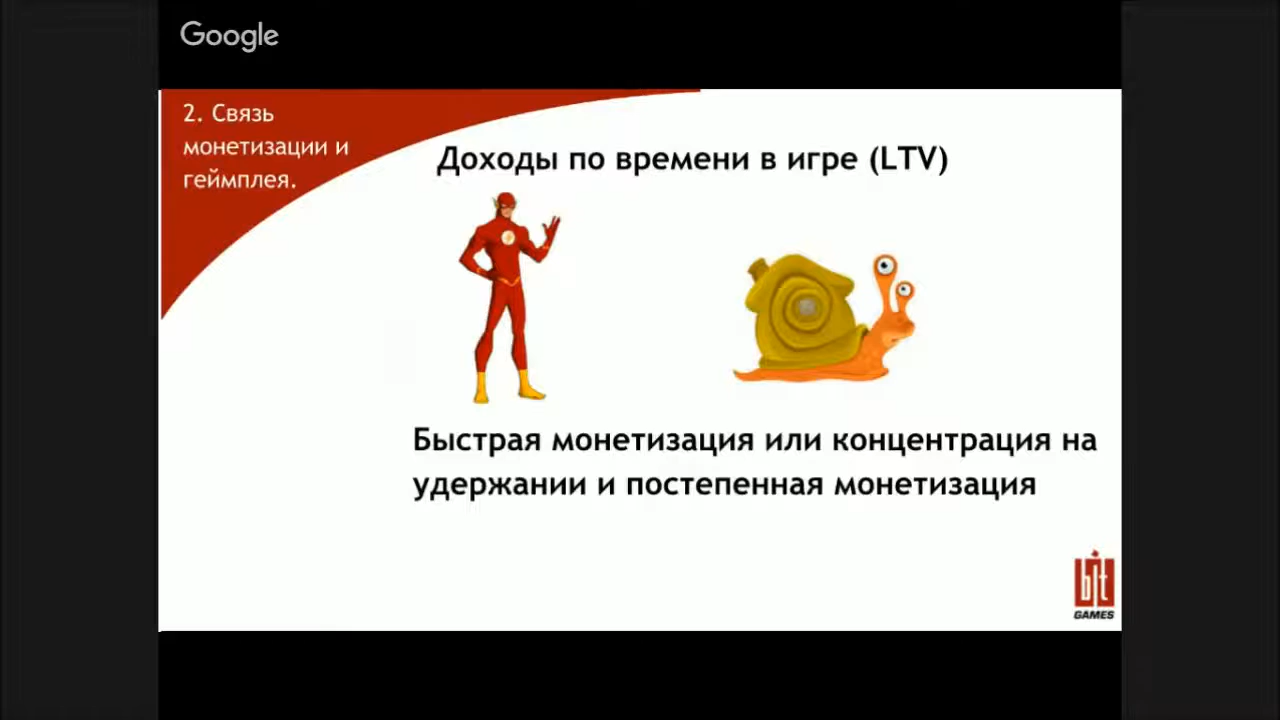 Google
2. Связь
монетизации и
геймплея.
Доходы по времени в игре (LTV)
Быстрая монетизация или концентрация на
удержании и постепенная монетизация
bit
GAMES